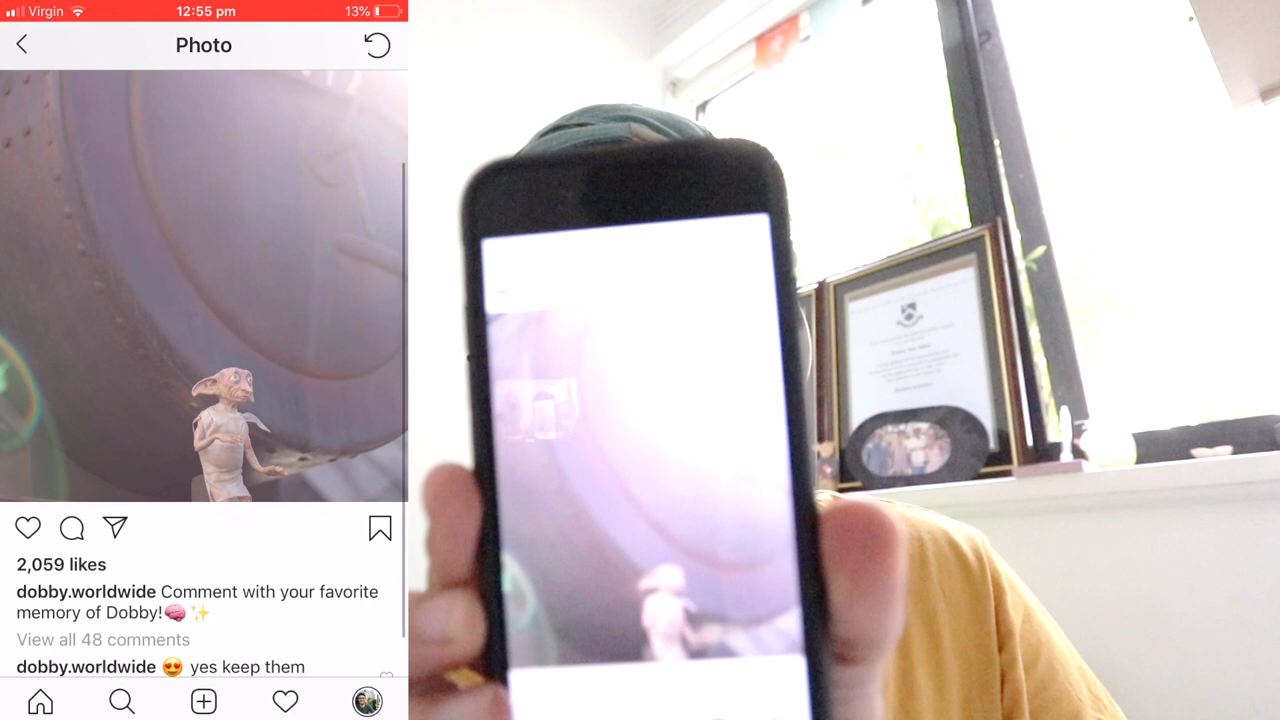 Virgin
12:55 pm
13%
Photo
2,059 likes
dobby.worldwide Comment with your favorite
memory of Dobby!🧠 ✨
View all 48 comments
dobby.worldwide 😍 yes keep them